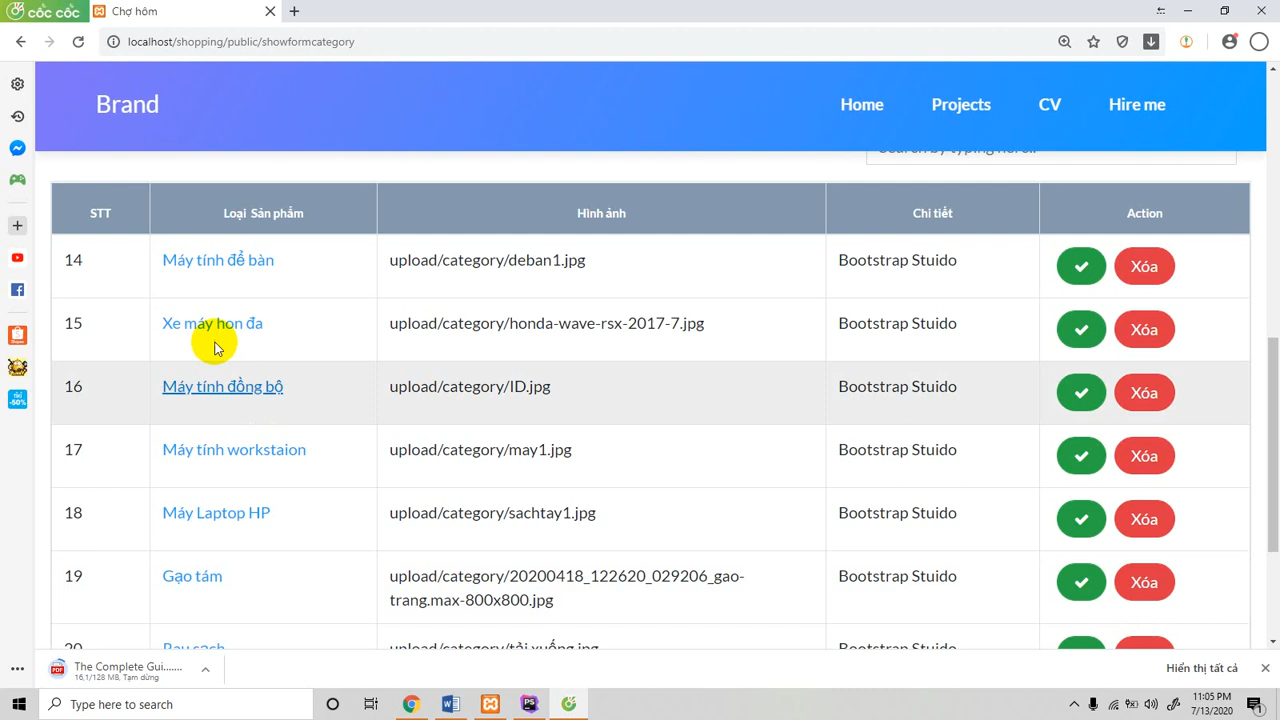 cốc cốc
Chợ hôm
localhost/shopping/public/showformcategory
Brand
Home
Projects
CV
Hire me
STT
Loại Sản phẩm
Hình ảnh
Chi tiết
Action
14
Máy tính để bàn
upload/category/deban1.jpg
Bootstrap Stuido
Xóa
15
Xe máy hon đa
upload/category/honda-wave-rsx-2017-7.jpg
Bootstrap Stuido
Xóa
16
Máy tính đồng bộ
upload/category/ID.jpg
Bootstrap Stuido
Xóa
17
Máy tính workstaion
upload/category/may1.jpg
Bootstrap Stuido
Xóa
18
Máy Laptop HP
upload/category/sachtay1.jpg
Bootstrap Stuido
Xóa
19
Gạo tám
upload/category/20200418_122620_029206_gao-
trang.max-800x800.jpg
Bootstrap Stuido
Xóa
The Complete Gui.......
16,1/128 MB, Tạm dừng
Hiển thị tất cả
Type here to search
11:05 PM
7/13/2020